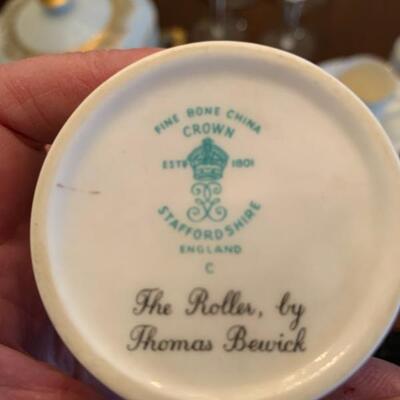 FINE BONE CHINA
CROWN
ESTD 1801
STAFFORDSHIRE
ENGLAND
C
The Roller, by
Thomas Bewick